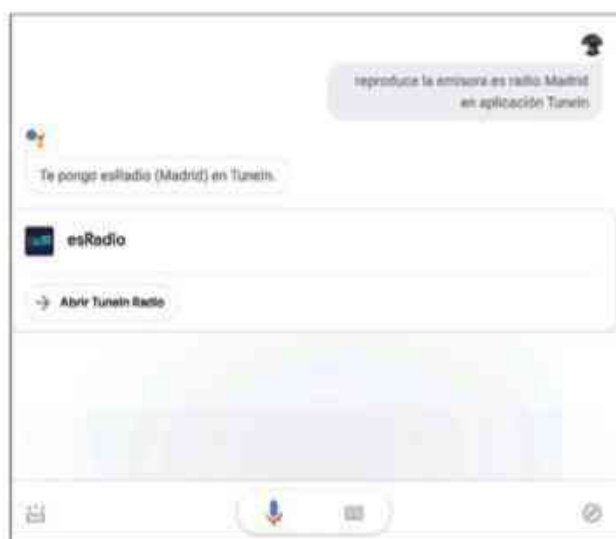 reproduce la emisora es radio Madrid
en aplicación TuneIn
Te pongo esRadio (Madrid) en TuneIn.
esRadio
Abrir TuneIn Radio